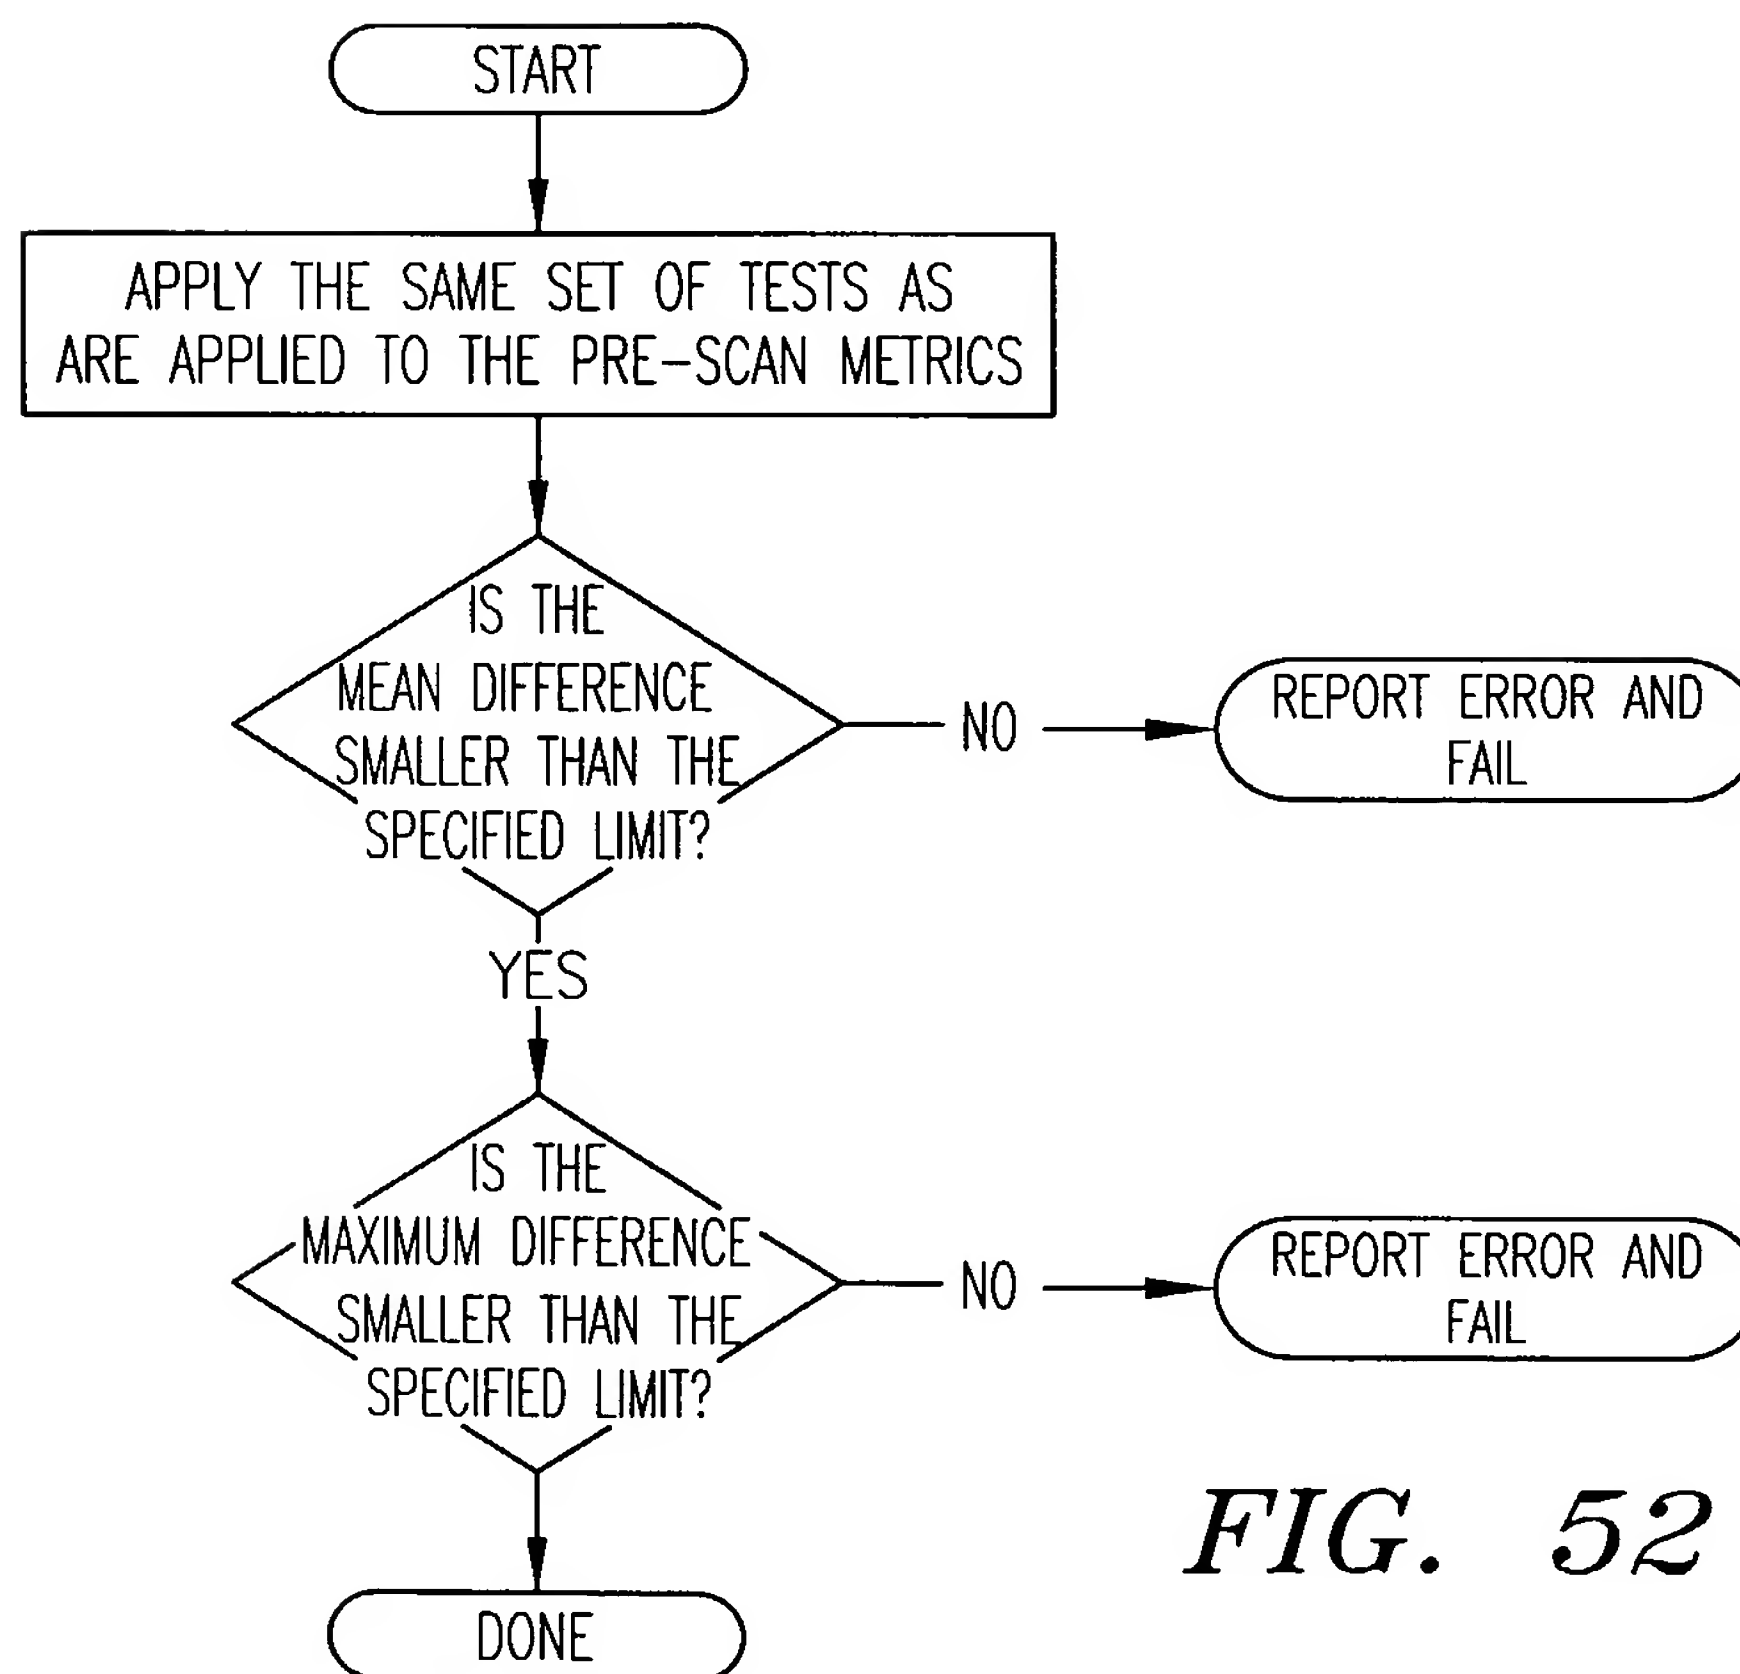 START
APPLY THE SAME SET OF TESTS AS
ARE APPLIED TO THE PRE-SCAN METRICS
IS THE
MEAN DIFFERENCE
SMALLER THAN THE
SPECIFIED LIMIT?
NO
REPORT ERROR AND
FAIL
YES
IS THE
MAXIMUM DIFFERENCE
SMALLER THAN THE
SPECIFIED LIMIT?
NO
REPORT ERROR AND
FAIL
DONE
FIG. 52